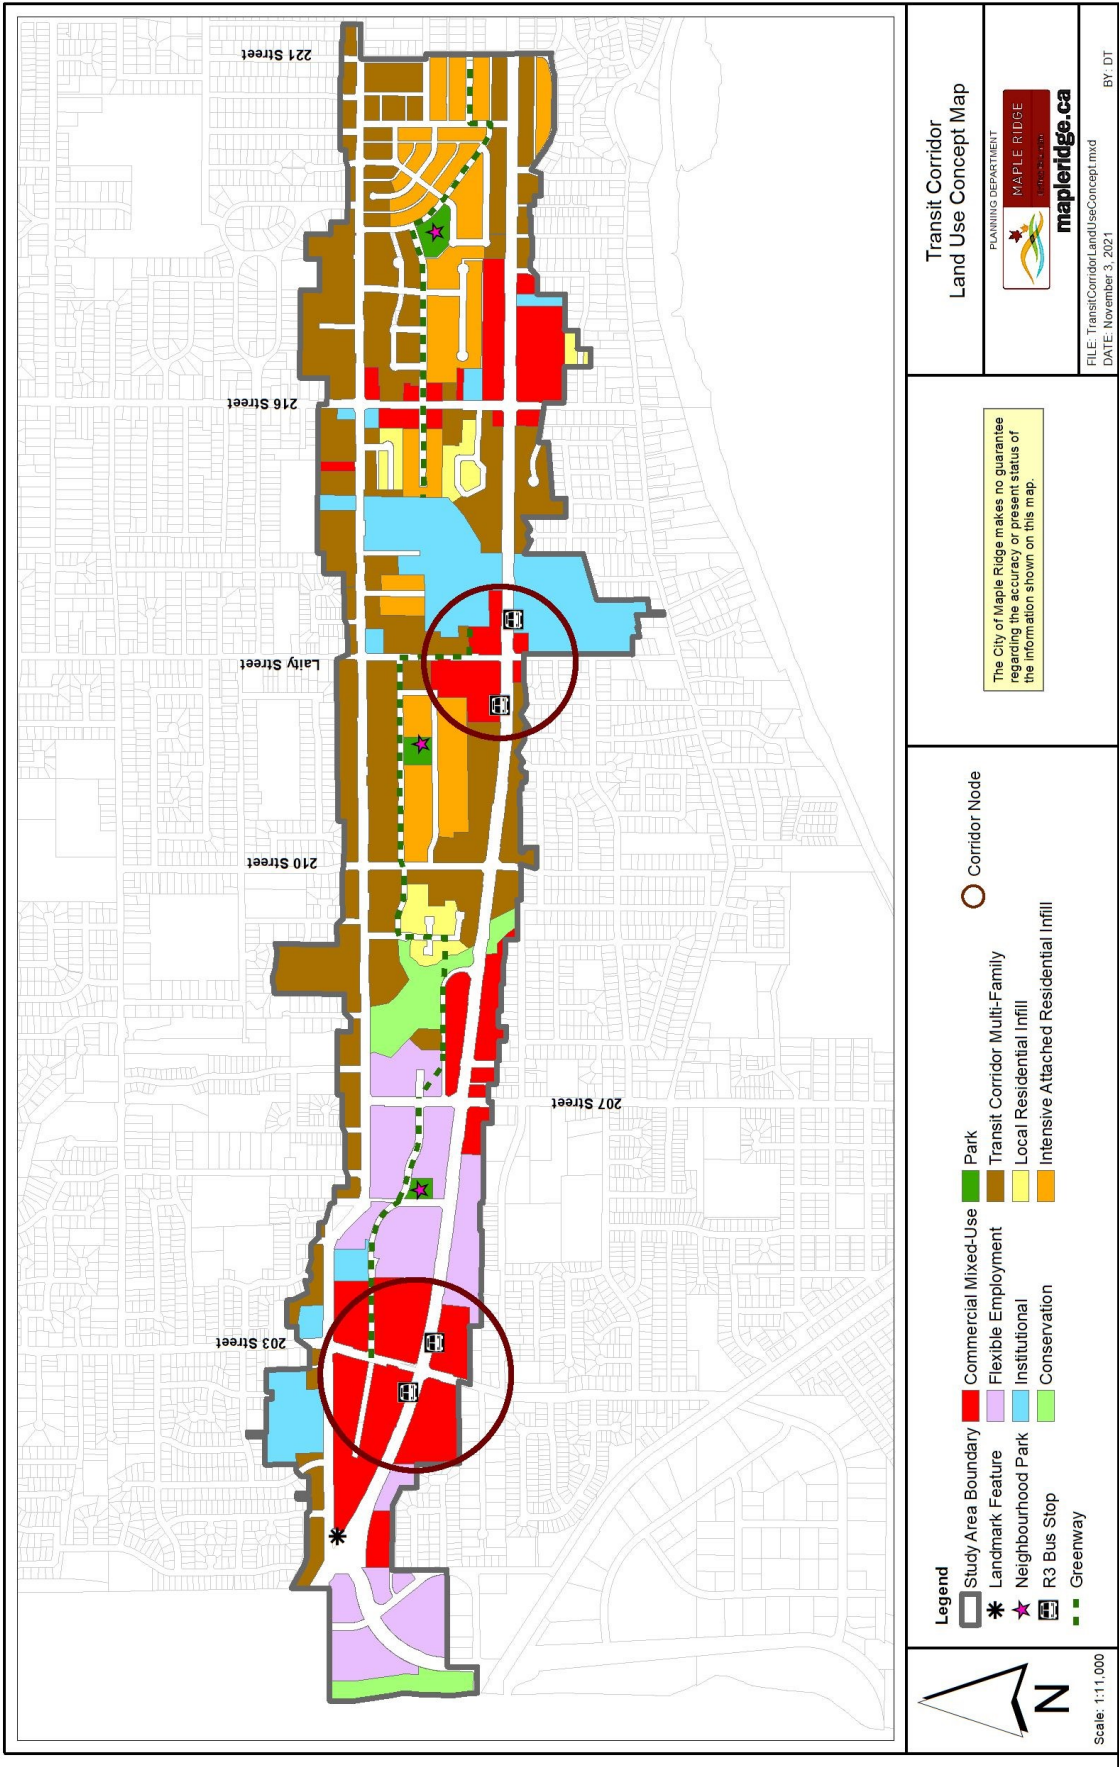 221 Street
216 Street
Laity Street
210 Street
207 Street
203 Street
N
Scale: 1:11,000
Legend
Study Area Boundary
Landmark Feature
Neighbourhood Park
R3 Bus Stop
Greenway
Commercial Mixed-Use
Flexible Employment
Institutional
Conservation
Park
Transit Corridor Multi-Family
Local Residential Infill
Intensive Attached Residential Infill
Corridor Node
The City of Maple Ridge makes no guarantee
regarding the accuracy or present status of
the information shown on this map.
Transit Corridor
Land Use Concept Map
PLANNING DEPARTMENT
MAPLE RIDGE
mapleridge.ca
FILE: TransitCorridorLandUseConcept.mxd
DATE: November 3, 2021
BY: DT